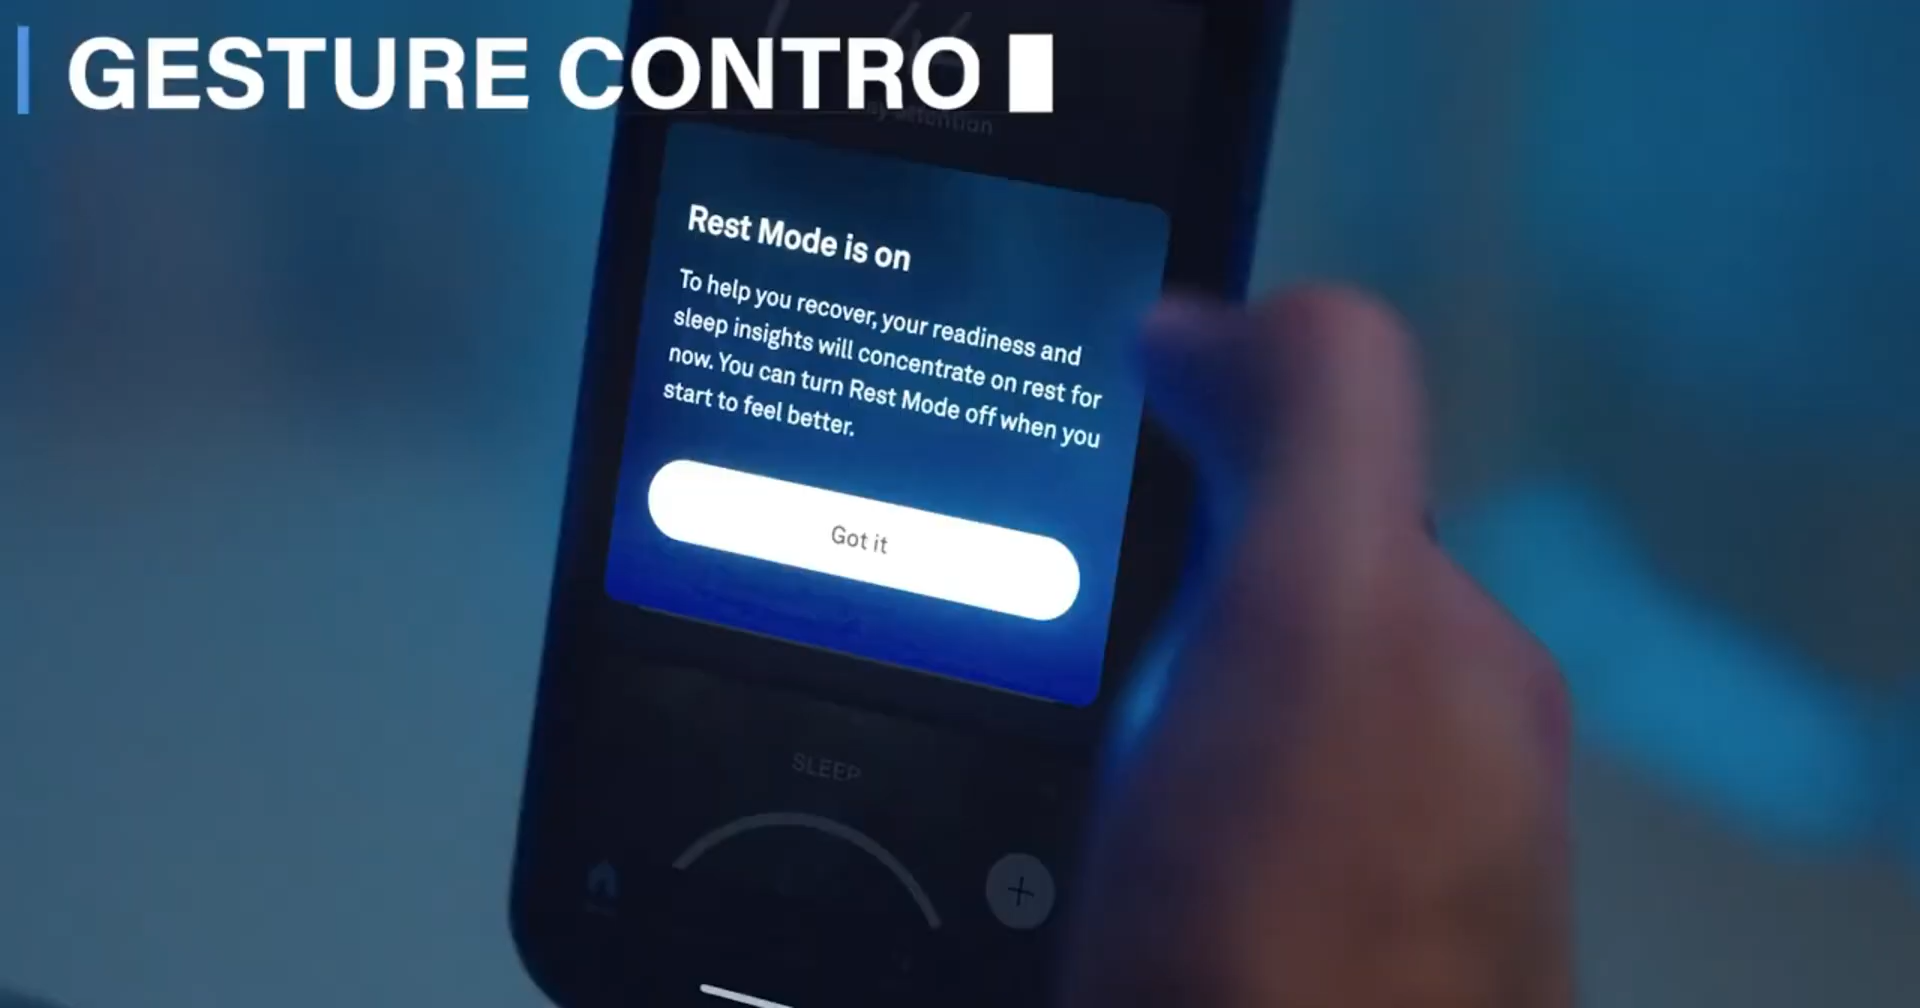 GESTURE CONTRO
attention
Rest Mode is on
To help you recover, your readiness and
sleep insights will concentrate on rest for
now. You can turn Rest Mode off when you
start to feel better.
Got it
SLEEP